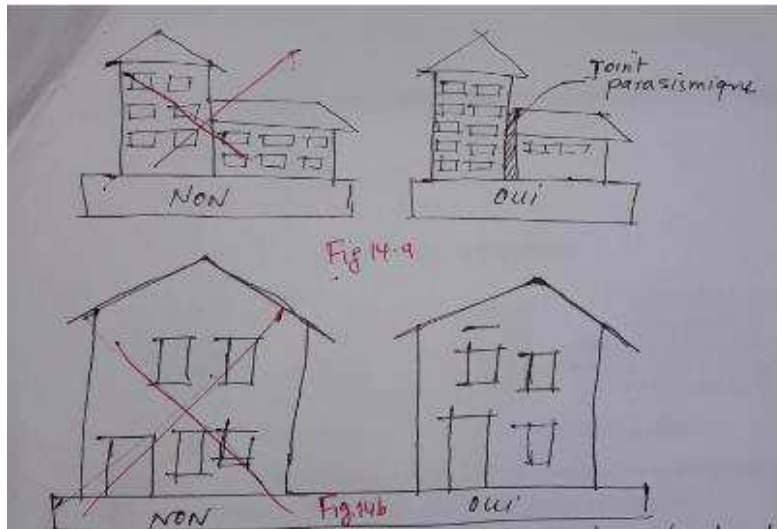 Joint
parasismique
NON
OUI
Fig 14-a
NON
Fig 14b
OUI